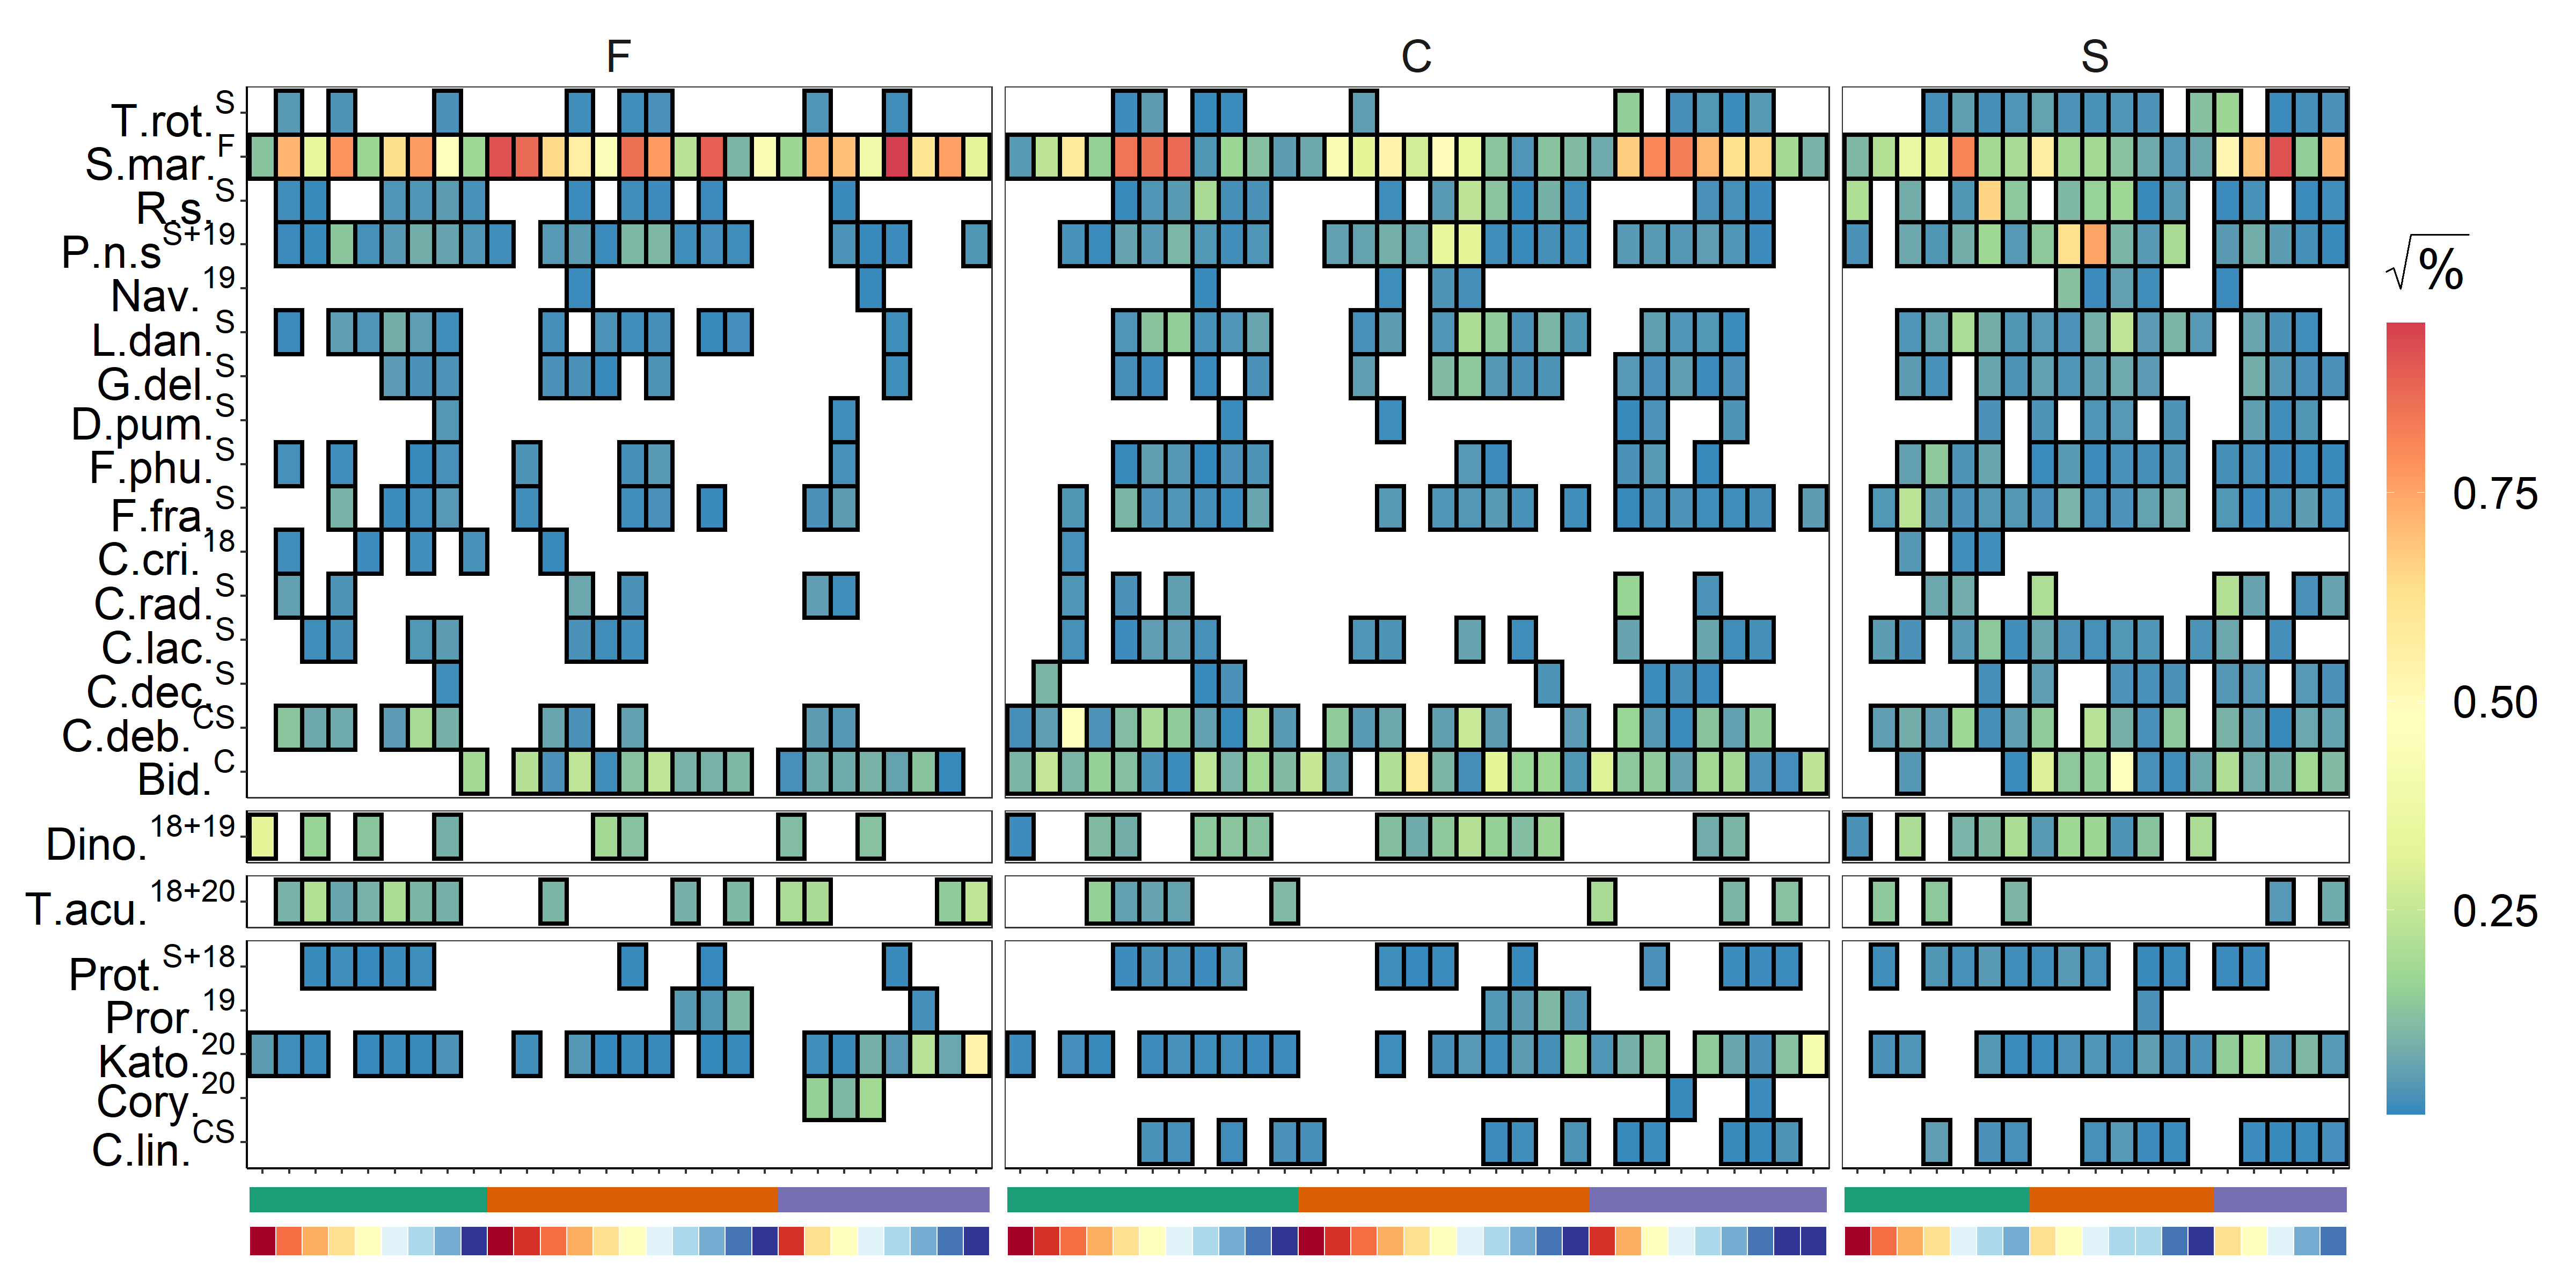 F C S
T.rot. S
S.mar. F
R.s. S
P.n.s S+19
Nav. 19
L.dan. S
G.del. S
D.pum. S
F.phu. S
F.fra. S
C.cri. 18
C.rad. S
C.lac. S
C.dec. S
C.deb. CS
Bid. C
Dino. 18+19
T.acu. 18+20
Prot. S+18
Pror. 19
Kato. 20
Cory. 20
C.lin. CS
√%
0.75
0.50
0.25